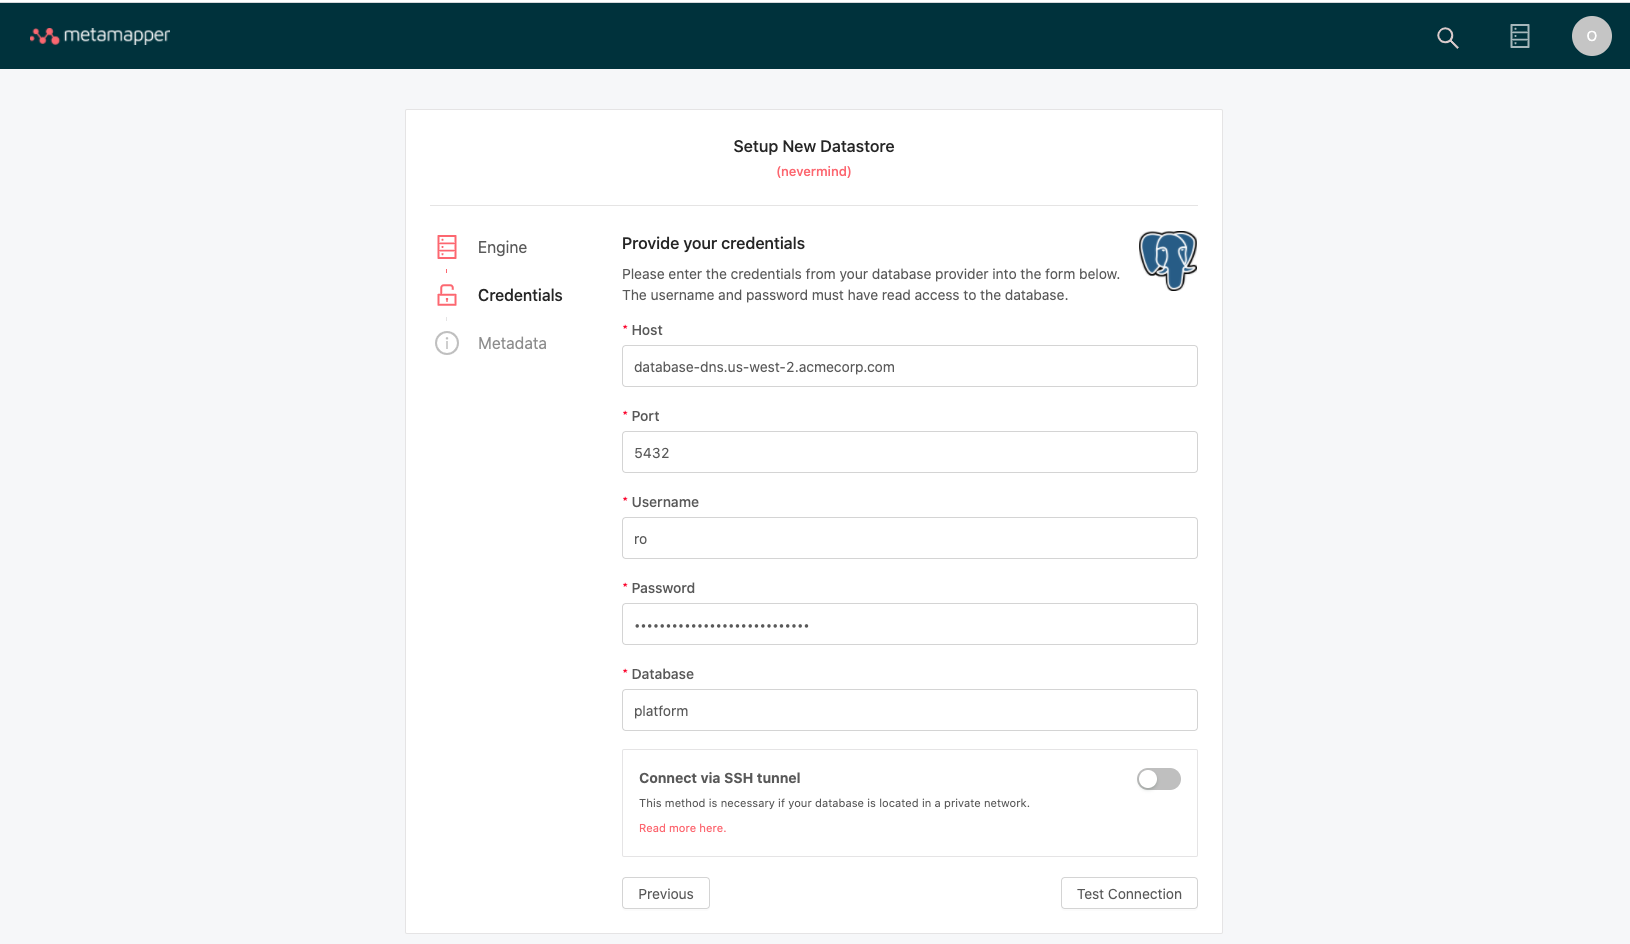 metamapper
O
Setup New Datastore
(nevermind)
Engine
Credentials
Metadata
Provide your credentials
Please enter the credentials from your database provider into the form below.
The username and password must have read access to the database.
* Host
database-dns.us-west-2.acmecorp.com
* Port
5432
* Username
ro
* Password
••••••••••••••••••••••••••••
* Database
platform
Connect via SSH tunnel
This method is necessary if your database is located in a private network.
Read more here.
Previous
Test Connection